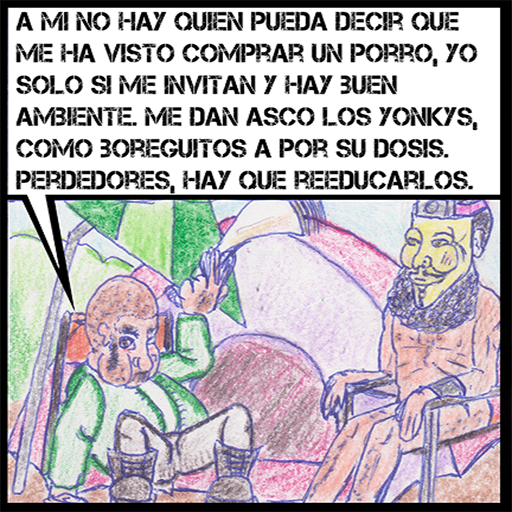 A MI NO HAY QUIEN PUEDA DECIR QUE
ME HA VISTO COMPRAR UN PORRO, YO
SOLO SI ME INVITAN Y HAY BUEN
AMBIENTE. ME DAN ASCO LOS YONKYS,
COMO BOREGUITOS A POR SU DOSIS.
PERDEDORES, HAY QUE REEDUCARLOS.